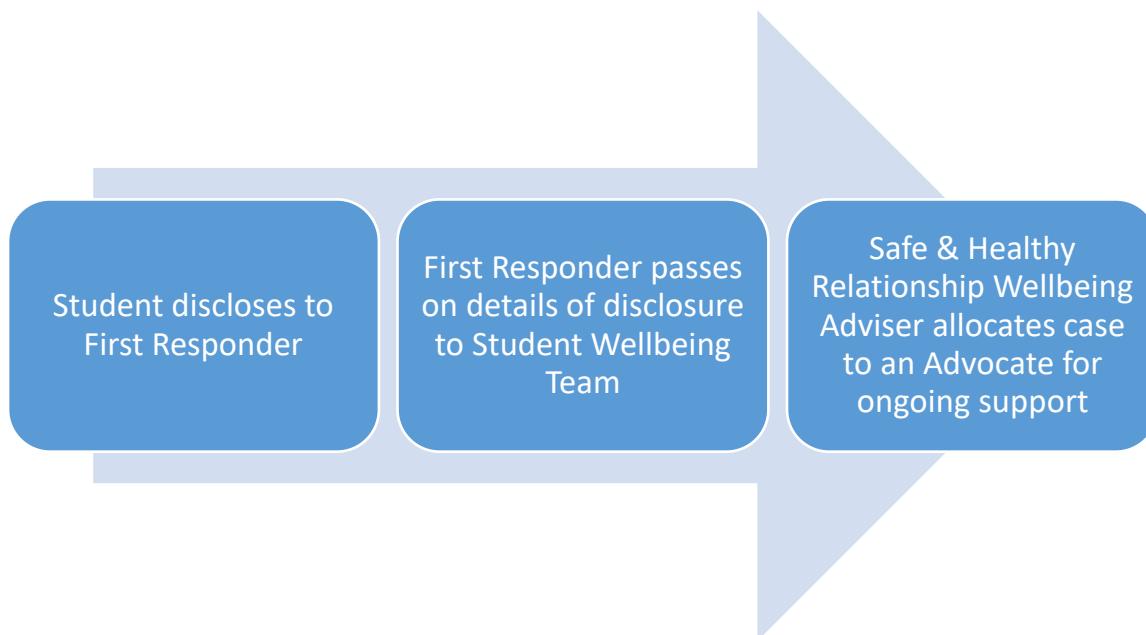 Student discloses to
First Responder
First Responder passes
on details of disclosure
to Student Wellbeing
Team
Safe & Healthy
Relationship Wellbeing
Adviser allocates case
to an Advocate for
ongoing support